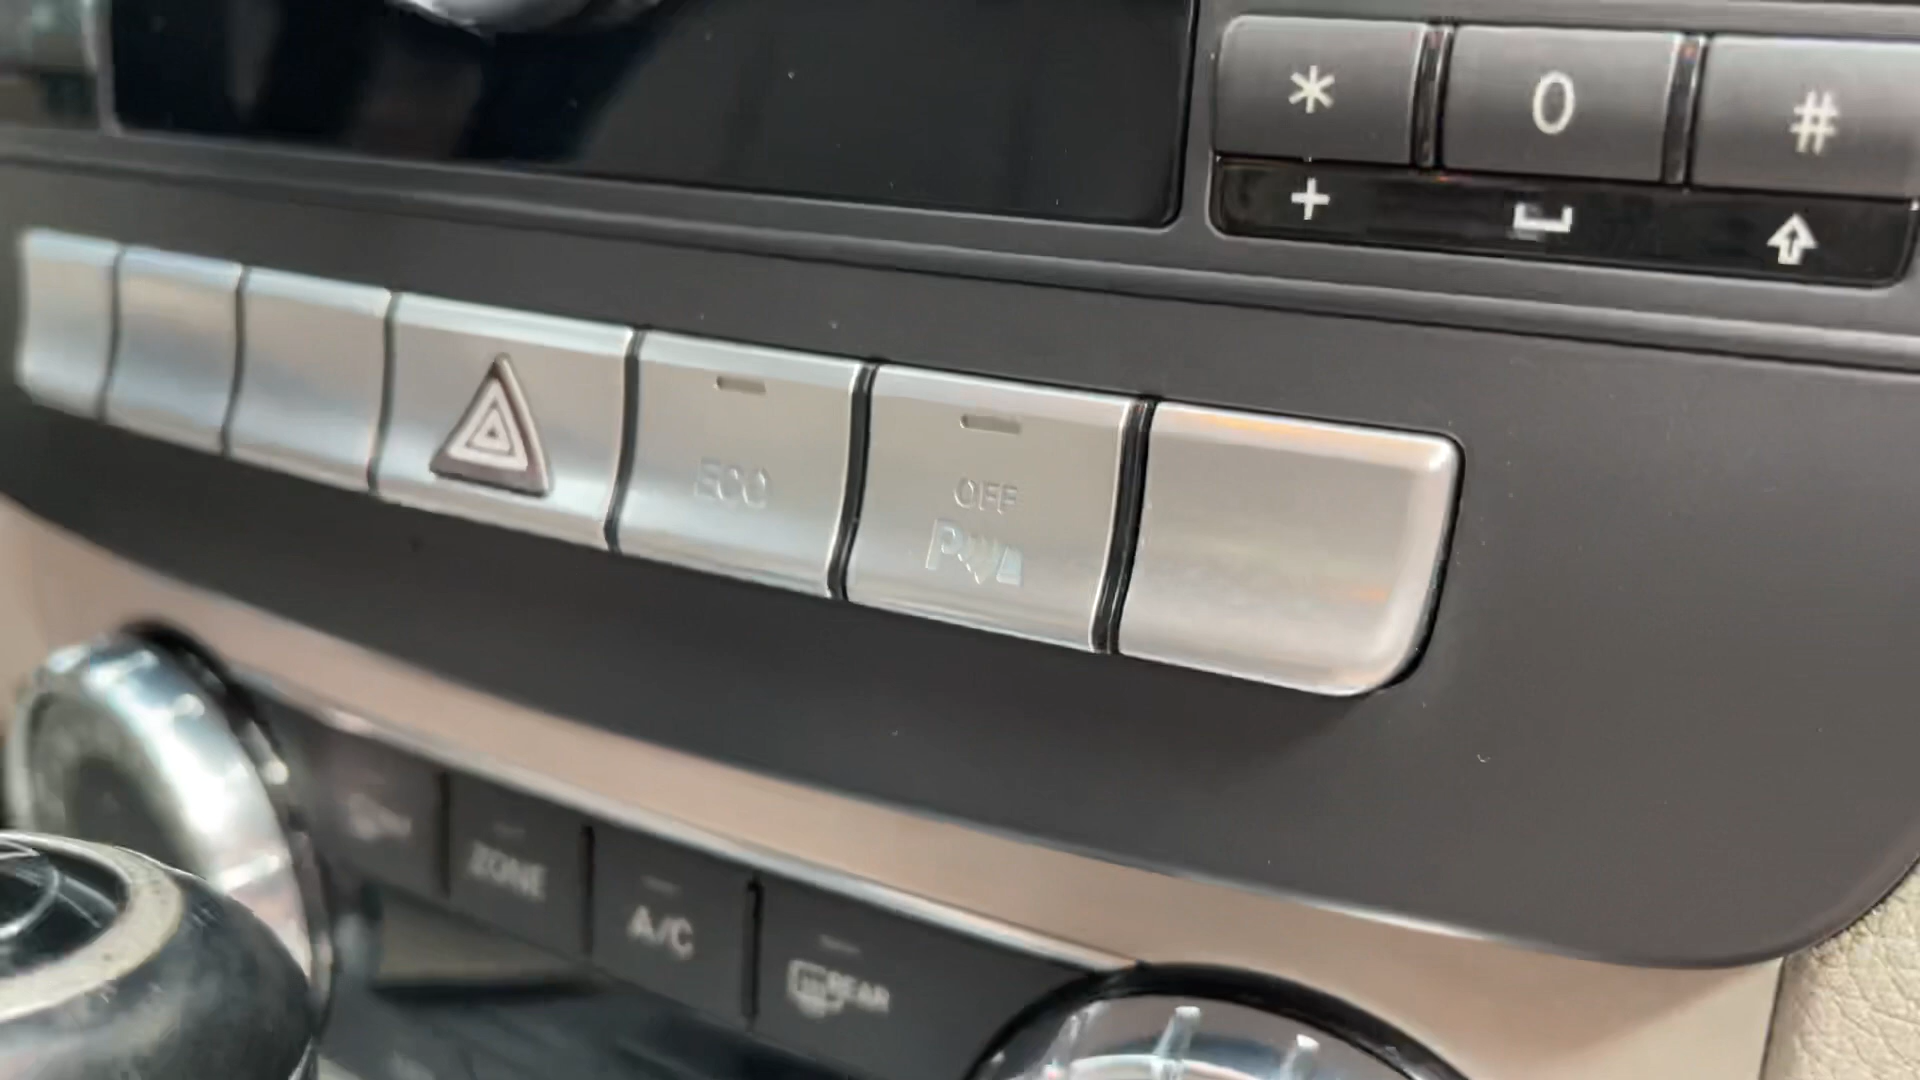 * 0 #
+
ECO
OFF
P
ZONE
A/C
REAR